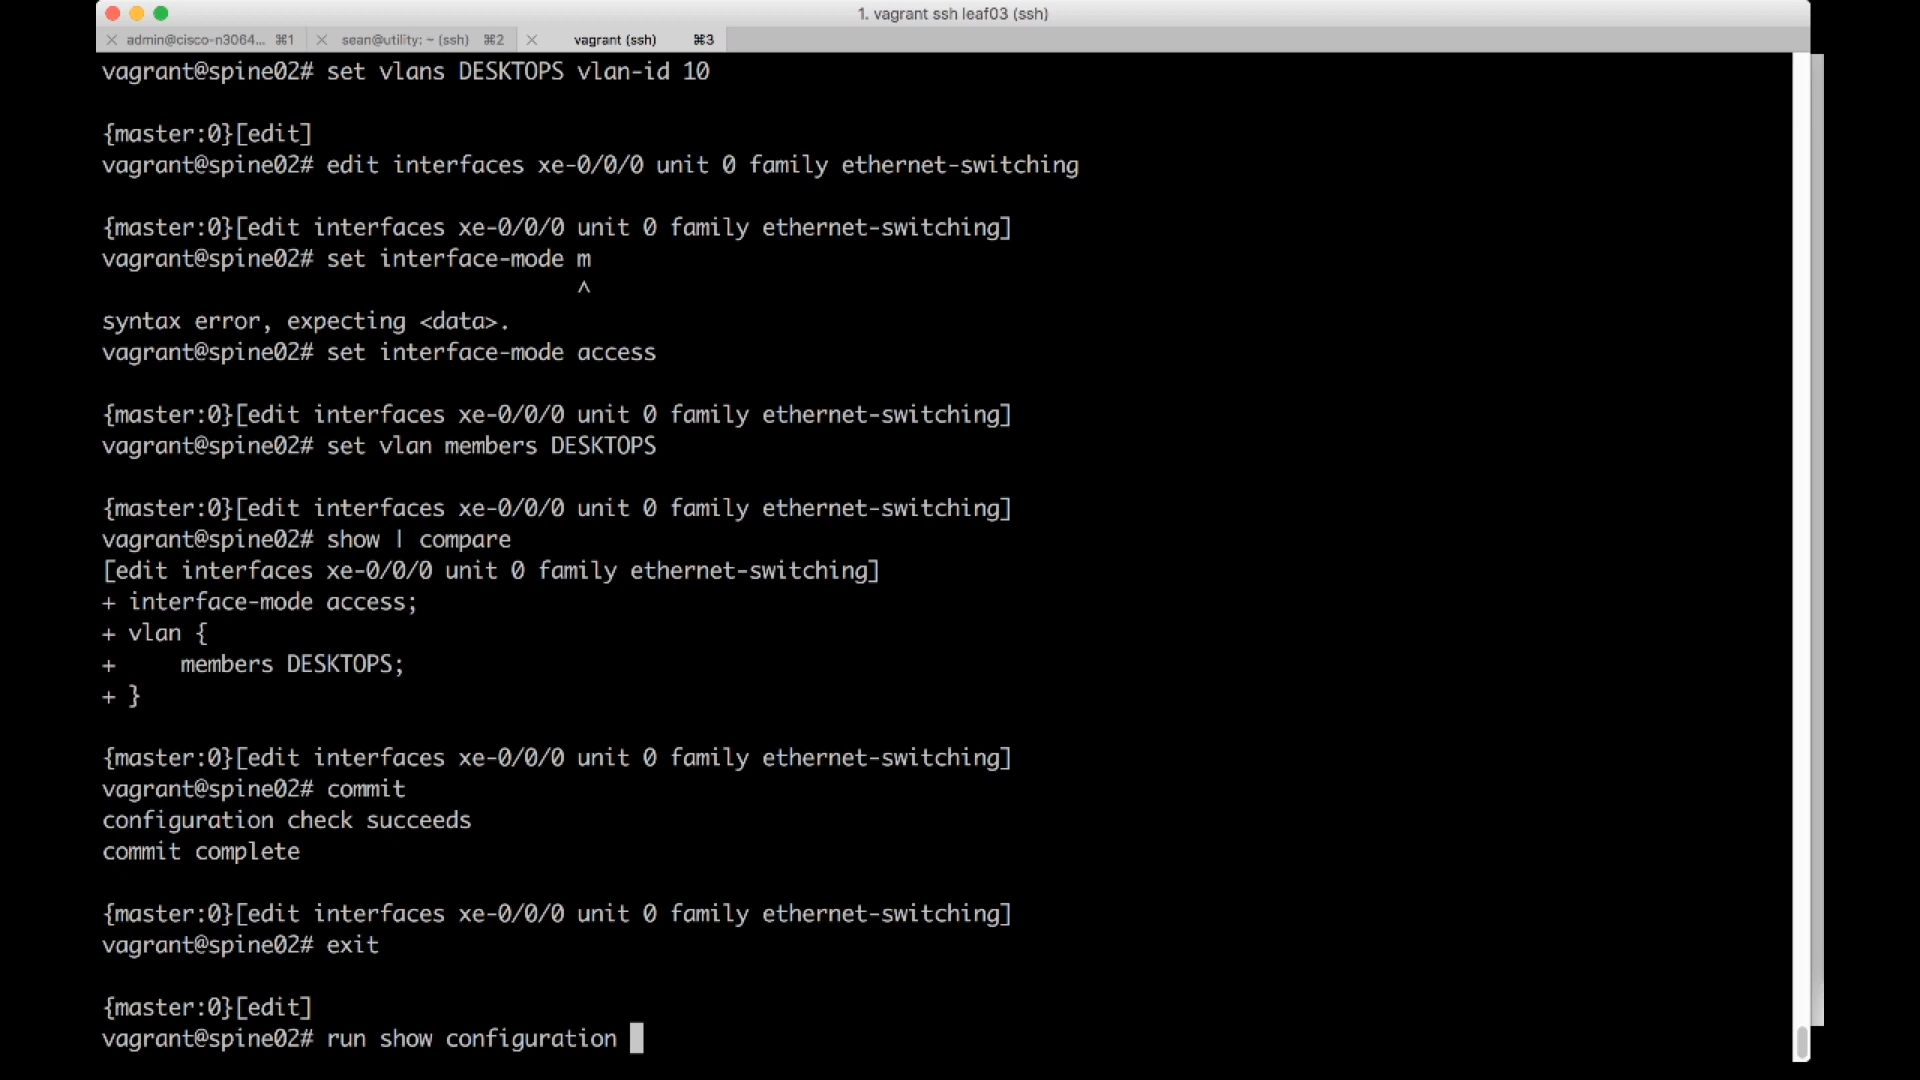 1. vagrant ssh leaf03 (ssh)
admin@cisco-n3064... ⌘1 sean@utility: ~ (ssh) ⌘2 vagrant (ssh) ⌘3
vagrant@spine02# set vlans DESKTOPS vlan-id 10
{master:0}[edit]
vagrant@spine02# edit interfaces xe-0/0/0 unit 0 family ethernet-switching
{master:0}[edit interfaces xe-0/0/0 unit 0 family ethernet-switching]
vagrant@spine02# set interface-mode m
^
syntax error, expecting <data>.
vagrant@spine02# set interface-mode access
{master:0}[edit interfaces xe-0/0/0 unit 0 family ethernet-switching]
vagrant@spine02# set vlan members DESKTOPS
{master:0}[edit interfaces xe-0/0/0 unit 0 family ethernet-switching]
vagrant@spine02# show | compare
[edit interfaces xe-0/0/0 unit 0 family ethernet-switching]
+ interface-mode access;
+ vlan {
+     members DESKTOPS;
+ }
{master:0}[edit interfaces xe-0/0/0 unit 0 family ethernet-switching]
vagrant@spine02# commit
configuration check succeeds
commit complete
{master:0}[edit interfaces xe-0/0/0 unit 0 family ethernet-switching]
vagrant@spine02# exit
{master:0}[edit]
vagrant@spine02# run show configuration